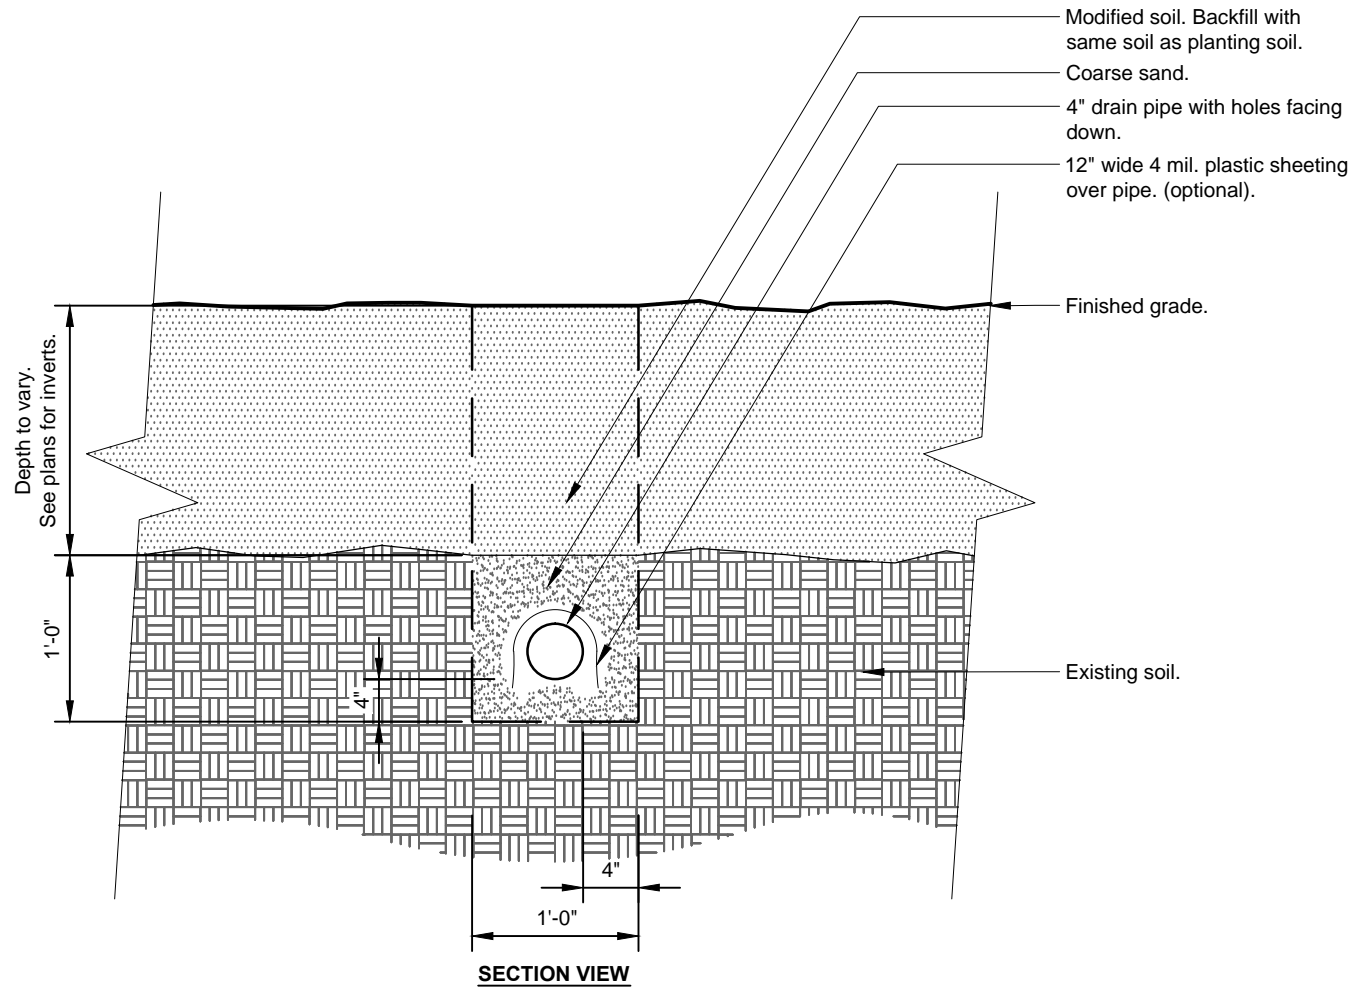 Modified soil. Backfill with
same soil as planting soil.
Coarse sand.
4" drain pipe with holes facing
down.
12" wide 4 mil. plastic sheeting
over pipe. (optional).
Finished grade.
Depth to vary.
See plans for inverts.
1'-0"
4"
Existing soil.
4"
1'-0"
SECTION VIEW